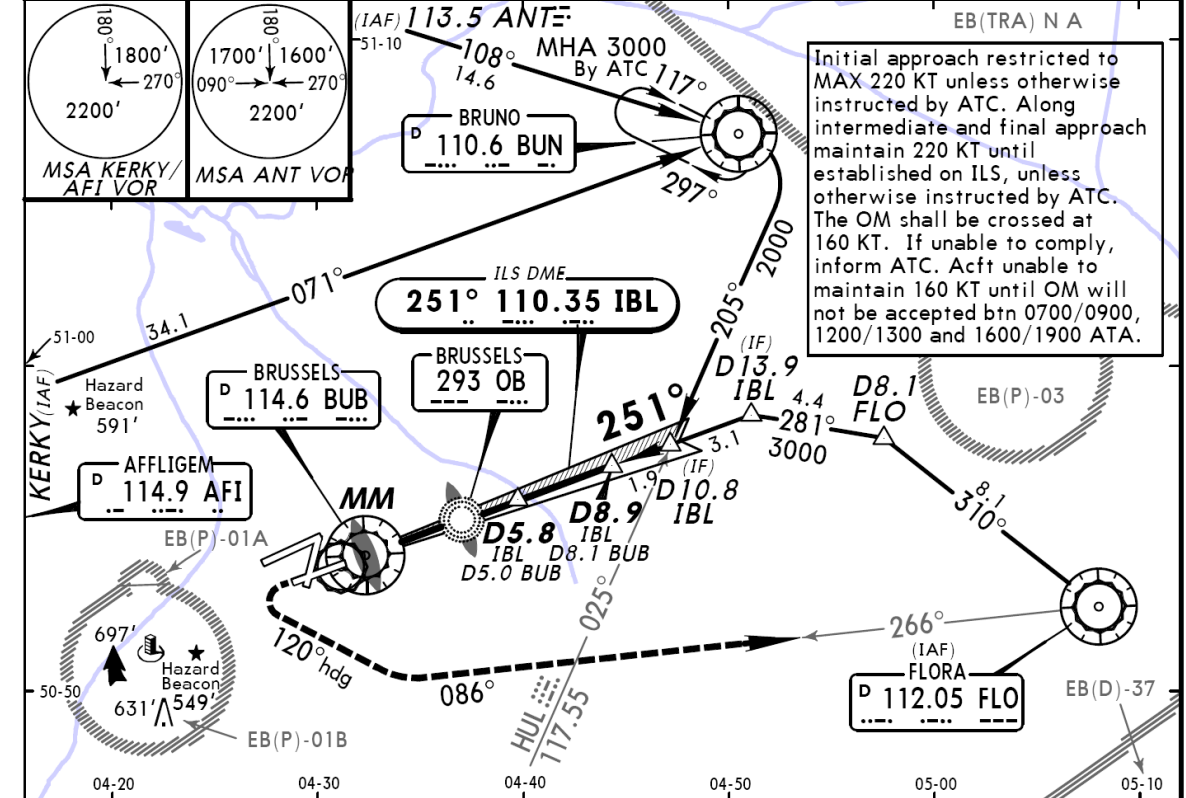 180°
1800'
270°
2200'
MSA KERKY/
AFI VOR
180°
1700'
1600'
090°
270°
2200'
MSA ANT VOR
(IAF) 113.5 ANT
51-10
108°
14.6
MHA 3000
By ATC
117°
297°
BRUNO
D 110.6 BUN
EB(TRA) N A
Initial approach restricted to
MAX 220 KT unless otherwise
instructed by ATC. Along
intermediate and final approach
maintain 220 KT until
established on ILS, unless
otherwise instructed by ATC.
The OM shall be crossed at
160 KT. If unable to comply,
inform ATC. Acft unable to
maintain 160 KT until OM will
not be accepted btn 0700/0900,
1200/1300 and 1600/1900 ATA.
071°
34.1
2000
205°
ILS DME
251° 110.35 IBL
51-00
KERKY(IAF)
Hazard
Beacon
591'
BRUSSELS
D 114.6 BUB
BRUSSELS
293 OB
251°
(IF)
D13.9
IBL
4.4
281°
3000
D8.1
FLO
EB(P)-03
3.1
1.9
(IF)
D10.8
IBL
8.1
310°
AFFLIGEM
D 114.9 AFI
MM
D5.8
IBL
D5.0 BUB
D8.9
IBL
D8.1 BUB
EB(P)-01A
025°
HUL
117.55
120° hdg
086°
266°
(IAF)
FLORA
D 112.05 FLO
697'
Hazard
Beacon
549'
631'
EB(P)-01B
50-50
EB(D)-37
04-20
04-30
04-40
04-50
05-00
05-10